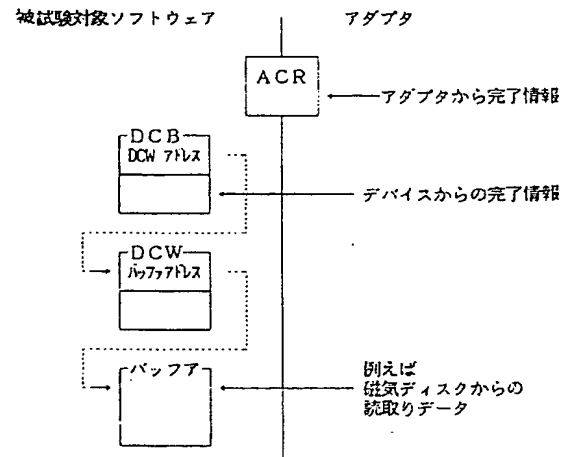 被試験対象ソフトウェア
アダプタ
ACR
アダプタから完了情報
DCB
DCW アドレス
デバイスからの完了情報
DCW
バッファアドレス
バッファ
例えば
磁気ディスクからの
読取りデータ